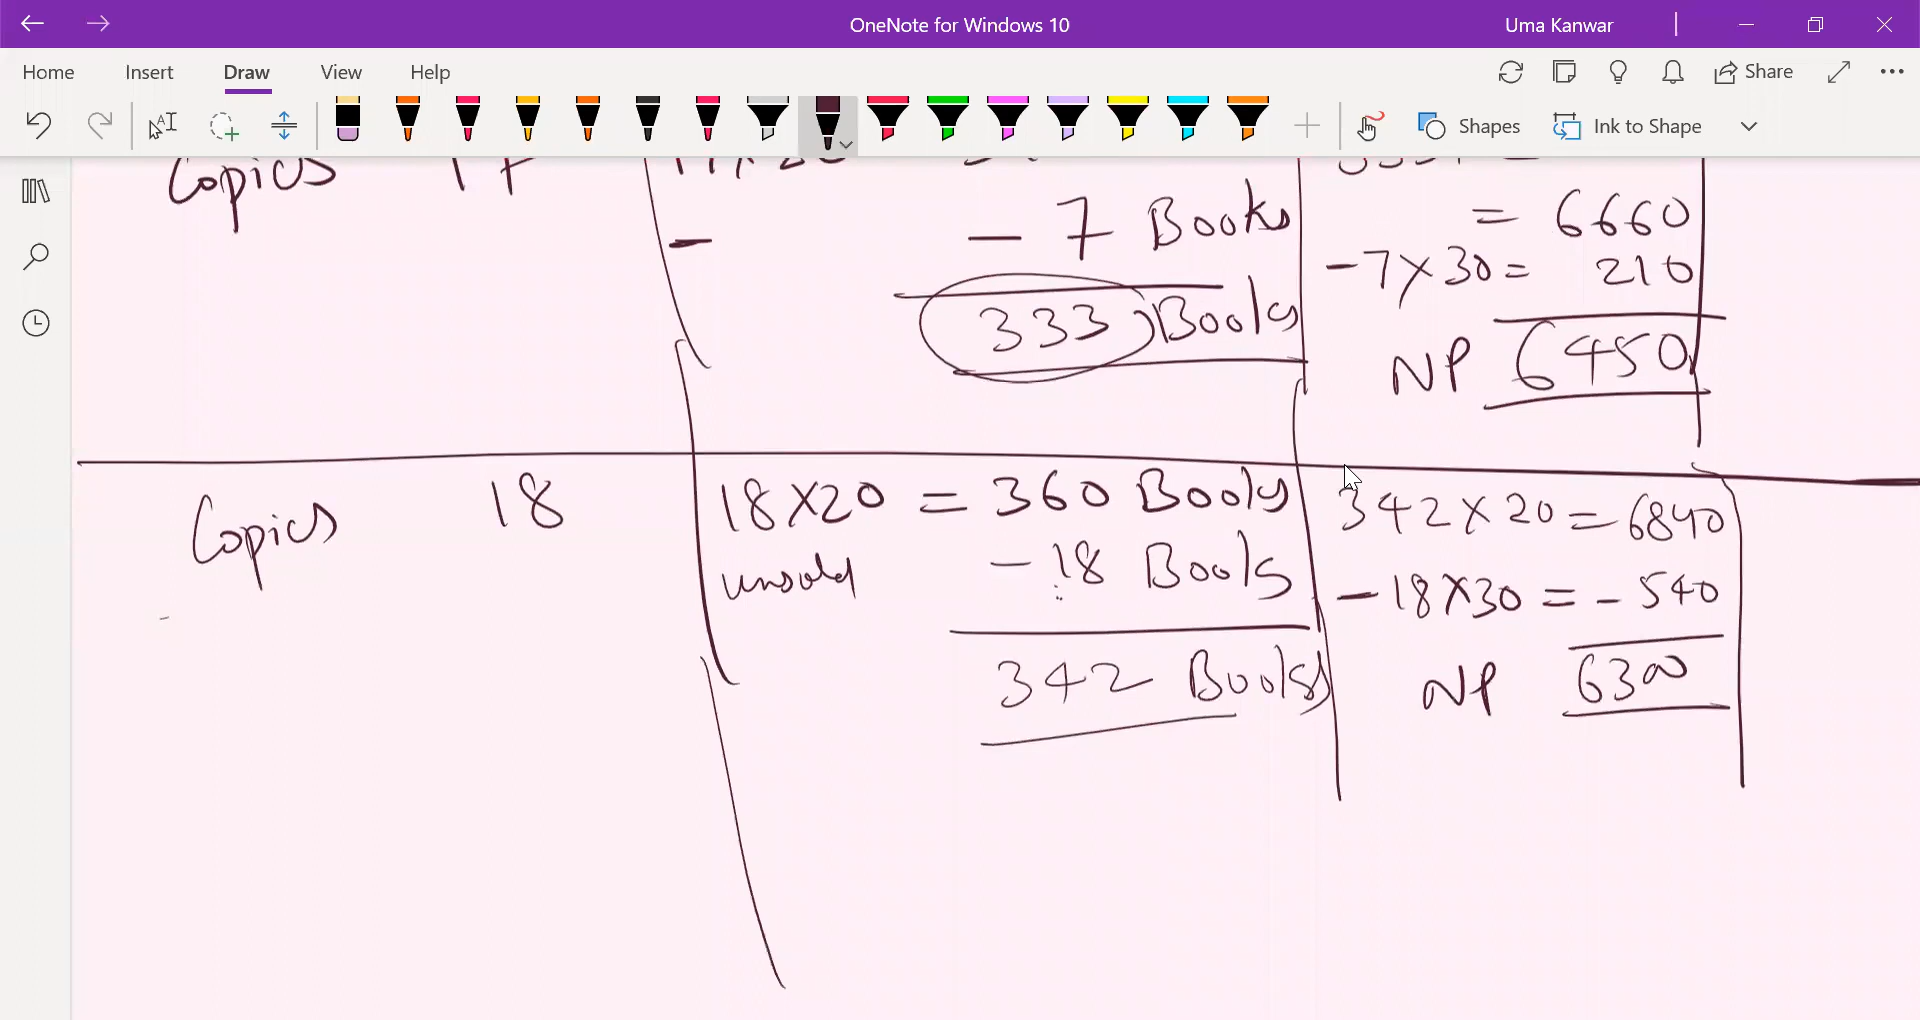 OneNote for Windows 10
Uma Kanwar
Home Insert Draw View Help
Share
Shapes
Ink to Shape
Copies 17
- - 7 Books
333 Books
= 6660
-7 X 30 = 210
NP 6450
Copies 18
18 X 20 = 360 Books
unsold - 18 Books
342 Books
342 X 20 = 6840
- 18 X 30 = - 540
NP 6300